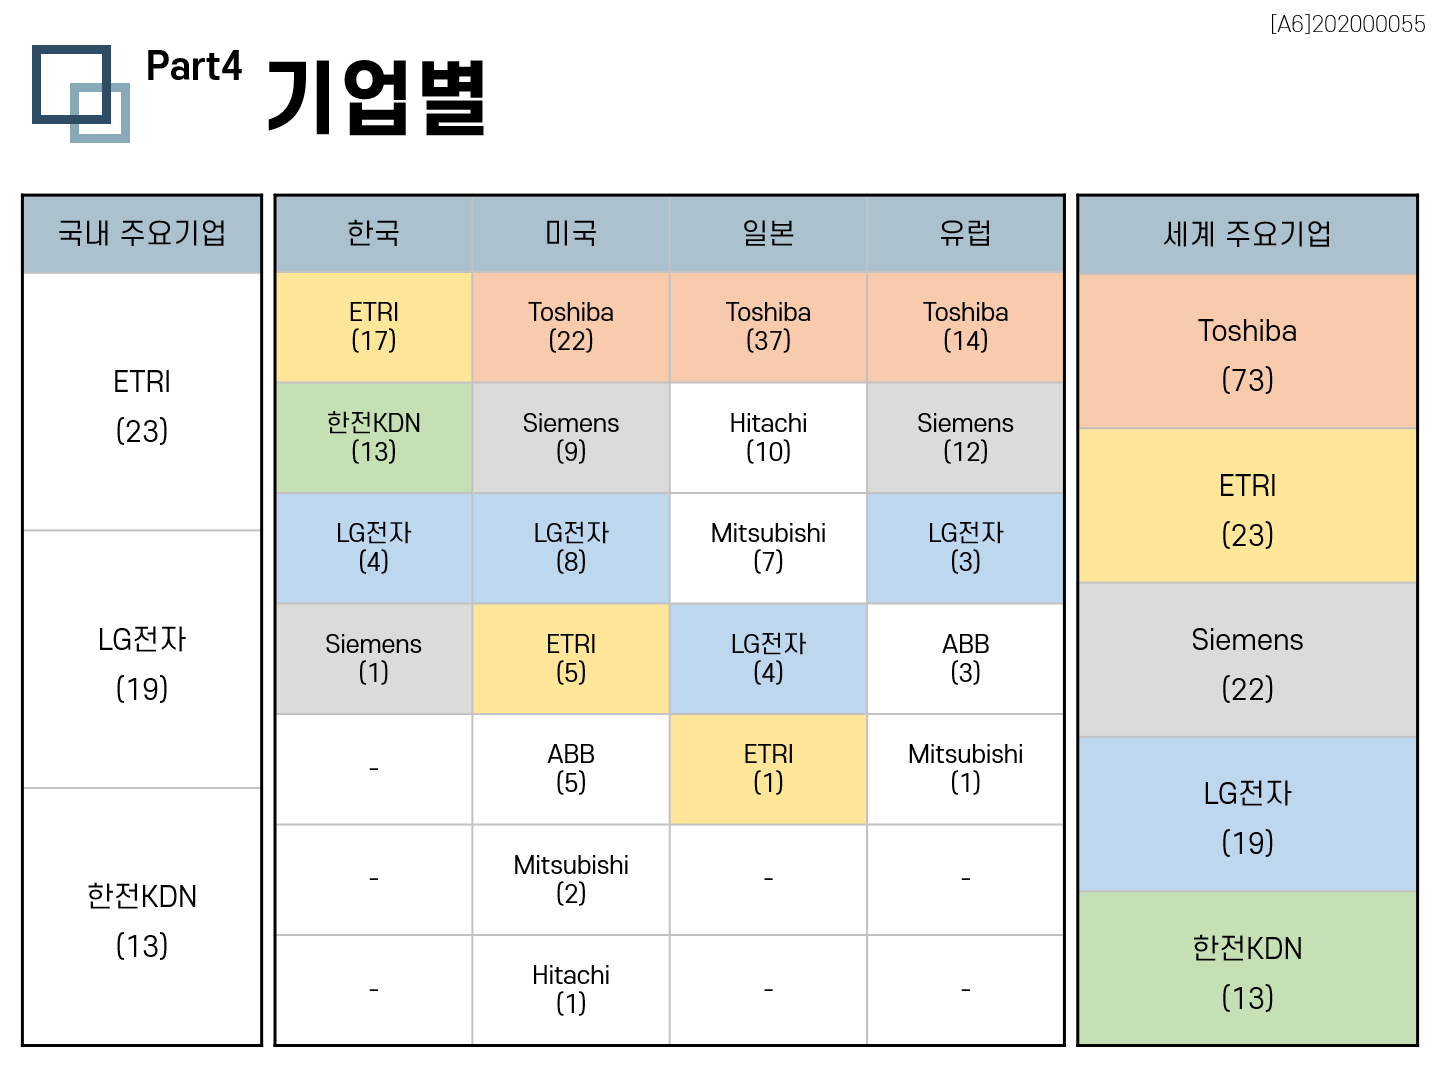 [A6]202000055
Part4 기업별
국내 주요기업
ETRI
(23)
LG전자
(19)
한전KDN
(13)
한국 미국 일본 유럽
ETRI Toshiba Toshiba Toshiba
(17) (22) (37) (14)
한전KDN Siemens Hitachi Siemens
(13) (9) (10) (12)
LG전자 LG전자 Mitsubishi LG전자
(4) (8) (7) (3)
Siemens ETRI LG전자 ABB
(1) (5) (4) (3)
- ABB ETRI Mitsubishi
(5) (1) (1)
- Mitsubishi - -
(2)
- Hitachi - -
(1)
세계 주요기업
Toshiba
(73)
ETRI
(23)
Siemens
(22)
LG전자
(19)
한전KDN
(13)